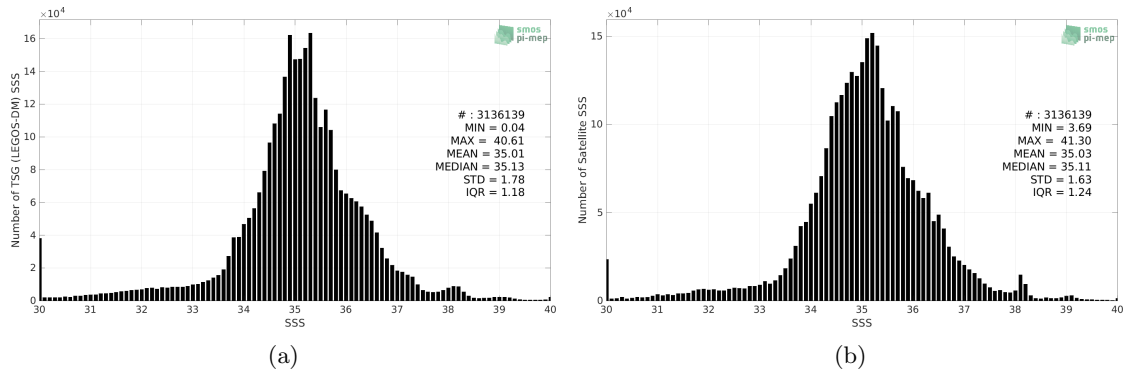 ×10⁴
16
14
12
10
8
6
4
2
0
Number of TSG (LEGOS-DM) SSS
30 31 32 33 34 35 36 37 38 39 40
SSS
smos
pi-mep
# : 3136139
MIN = 0.04
MAX = 40.61
MEAN = 35.01
MEDIAN = 35.13
STD = 1.78
IQR = 1.18
(a)
×10⁴
15
10
5
0
Number of Satellite SSS
30 31 32 33 34 35 36 37 38 39 40
SSS
smos
pi-mep
# : 3136139
MIN = 3.69
MAX = 41.30
MEAN = 35.03
MEDIAN = 35.11
STD = 1.63
IQR = 1.24
(b)